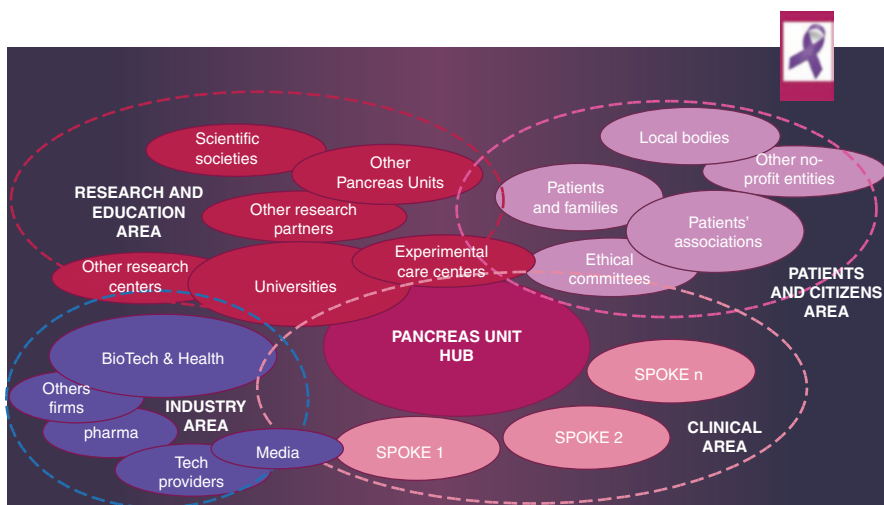 Scientific
societies
Other
Pancreas Units
RESEARCH AND
EDUCATION
AREA
Other research
partners
Other research
centers
Universities
Experimental
care centers
Local bodies
Other no-
profit entities
Patients
and families
Patients'
associations
Ethical
committees
PATIENTS
AND CITIZENS
AREA
PANCREAS UNIT
HUB
BioTech & Health
Others
firms
INDUSTRY
AREA
pharma
Media
Tech
providers
SPOKE n
SPOKE 1
SPOKE 2
CLINICAL
AREA